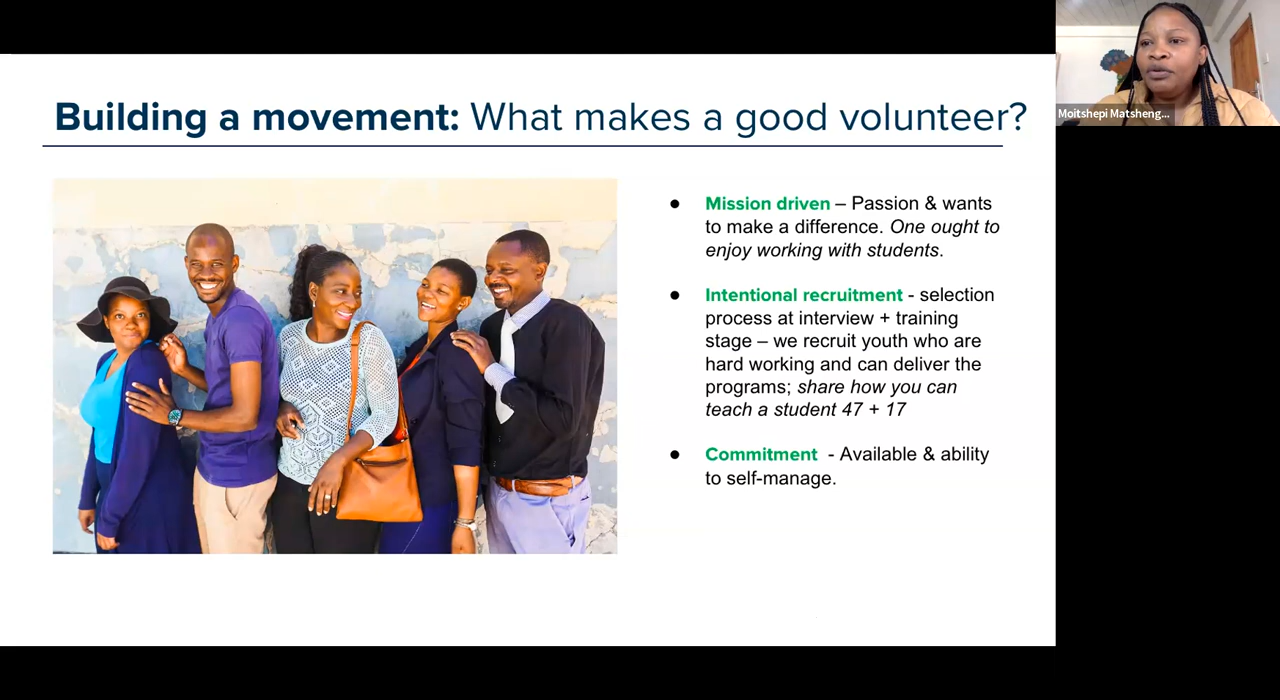 Building a movement: What makes a good volunteer?
● Mission driven – Passion & wants
to make a difference. One ought to
enjoy working with students.
● Intentional recruitment - selection
process at interview + training
stage – we recruit youth who are
hard working and can deliver the
programs; share how you can
teach a student 47 + 17
● Commitment - Available & ability
to self-manage.
Moitshepi Matsheng...